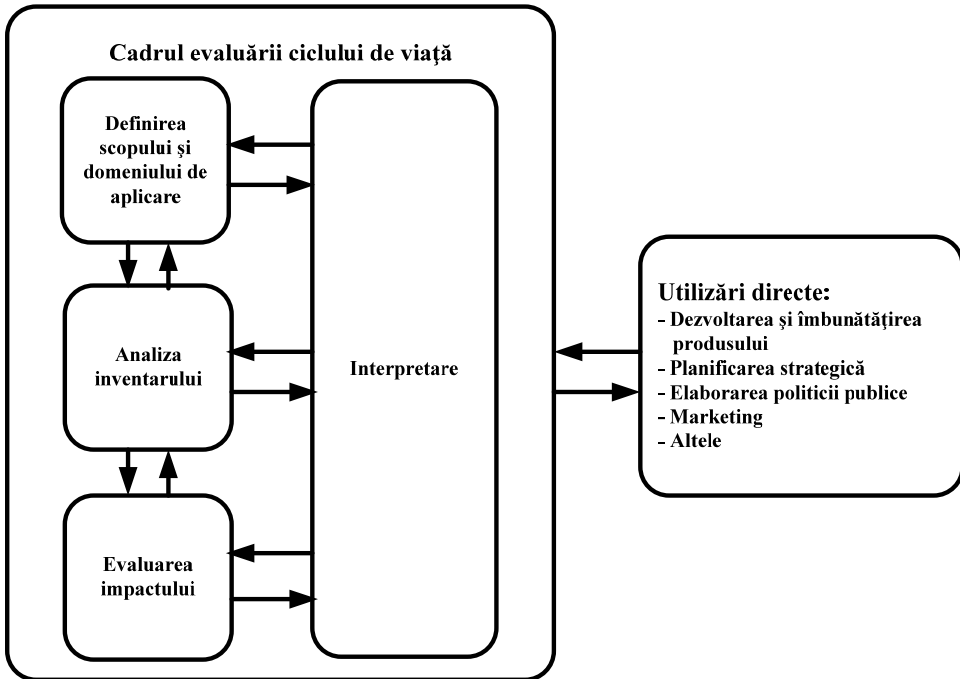 Cadrul evaluării ciclului de viaţă
Definirea
scopului şi
domeniului de
aplicare
Analiza
inventarului
Evaluarea
impactului
Interpretare
Utilizări directe:
- Dezvoltarea şi îmbunătăţirea
produsului
- Planificarea strategică
- Elaborarea politicii publice
- Marketing
- Altele